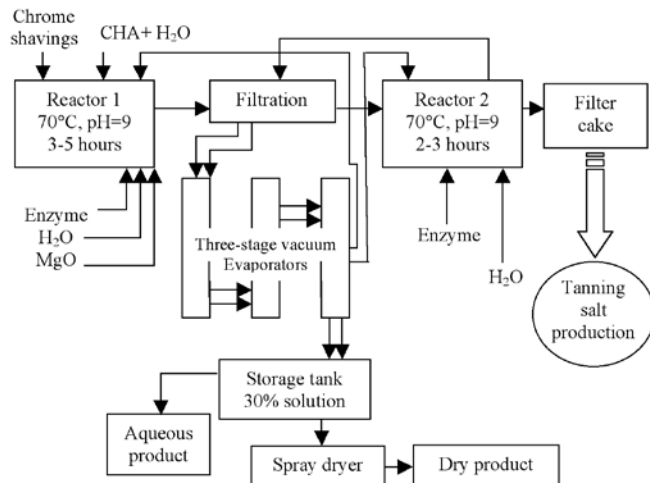 Chrome
shavings
CHA+ H₂O
Reactor 1
70°C, pH=9
3-5 hours
Filtration
Reactor 2
70°C, pH=9
2-3 hours
Filter
cake
Enzyme
H₂O
MgO
Three-stage vacuum
Evaporators
Enzyme
H₂O
Tanning
salt
production
Storage tank
30% solution
Aqueous
product
Spray dryer
Dry product